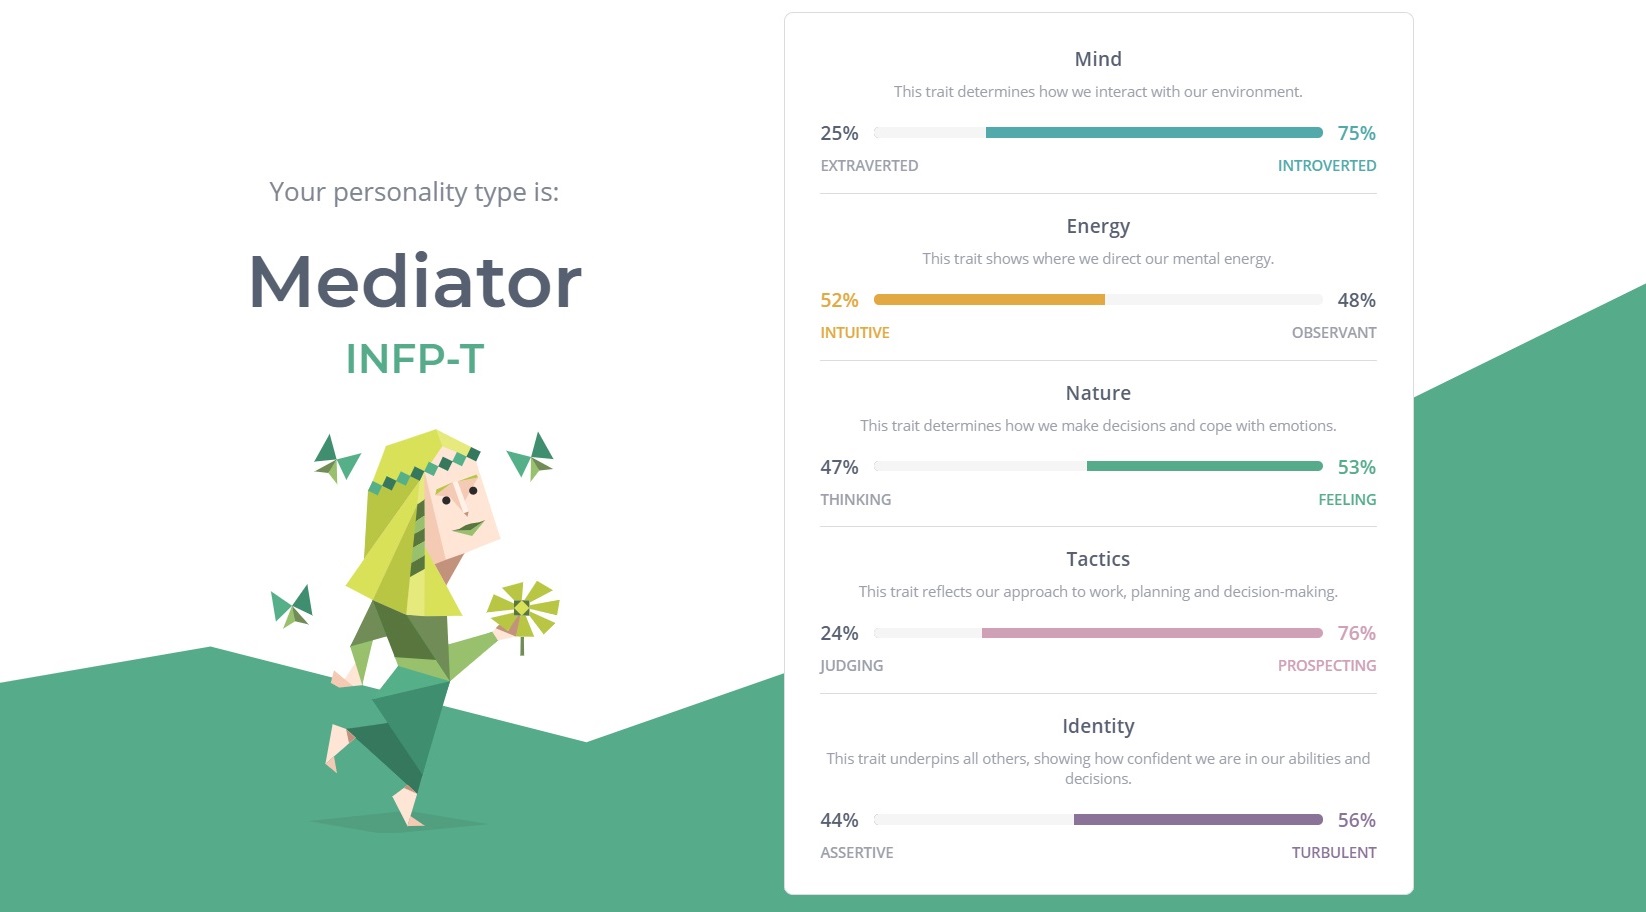 Your personality type is:
Mediator
INFP-T
Mind
This trait determines how we interact with our environment.
25% 75%
EXTRAVERTED INTROVERTED
Energy
This trait shows where we direct our mental energy.
52% 48%
INTUITIVE OBSERVANT
Nature
This trait determines how we make decisions and cope with emotions.
47% 53%
THINKING FEELING
Tactics
This trait reflects our approach to work, planning and decision-making.
24% 76%
JUDGING PROSPECTING
Identity
This trait underpins all others, showing how confident we are in our abilities and
decisions.
44% 56%
ASSERTIVE TURBULENT